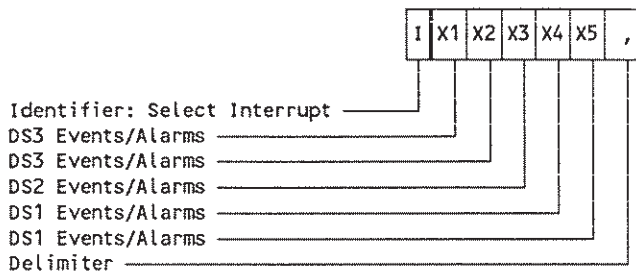 I X1 X2 X3 X4 X5 ,
Identifier: Select Interrupt
DS3 Events/Alarms
DS3 Events/Alarms
DS2 Events/Alarms
DS1 Events/Alarms
DS1 Events/Alarms
Delimiter